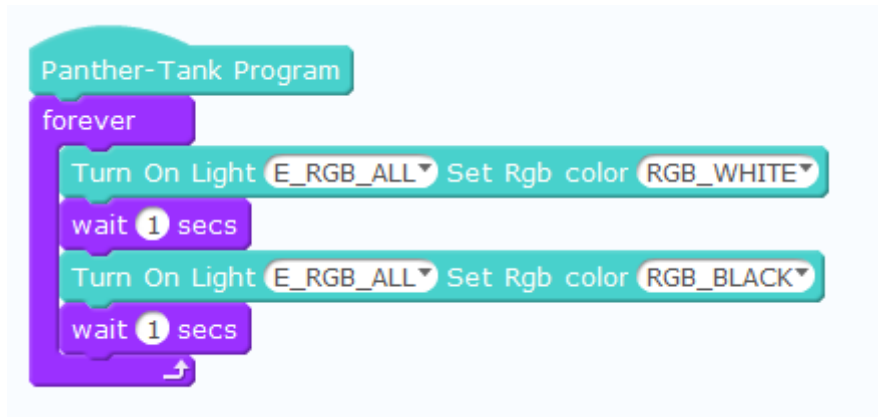 Panther-Tank Program
forever
Turn On Light E_RGB_ALL Set Rgb color RGB_WHITE
wait 1 secs
Turn On Light E_RGB_ALL Set Rgb color RGB_BLACK
wait 1 secs